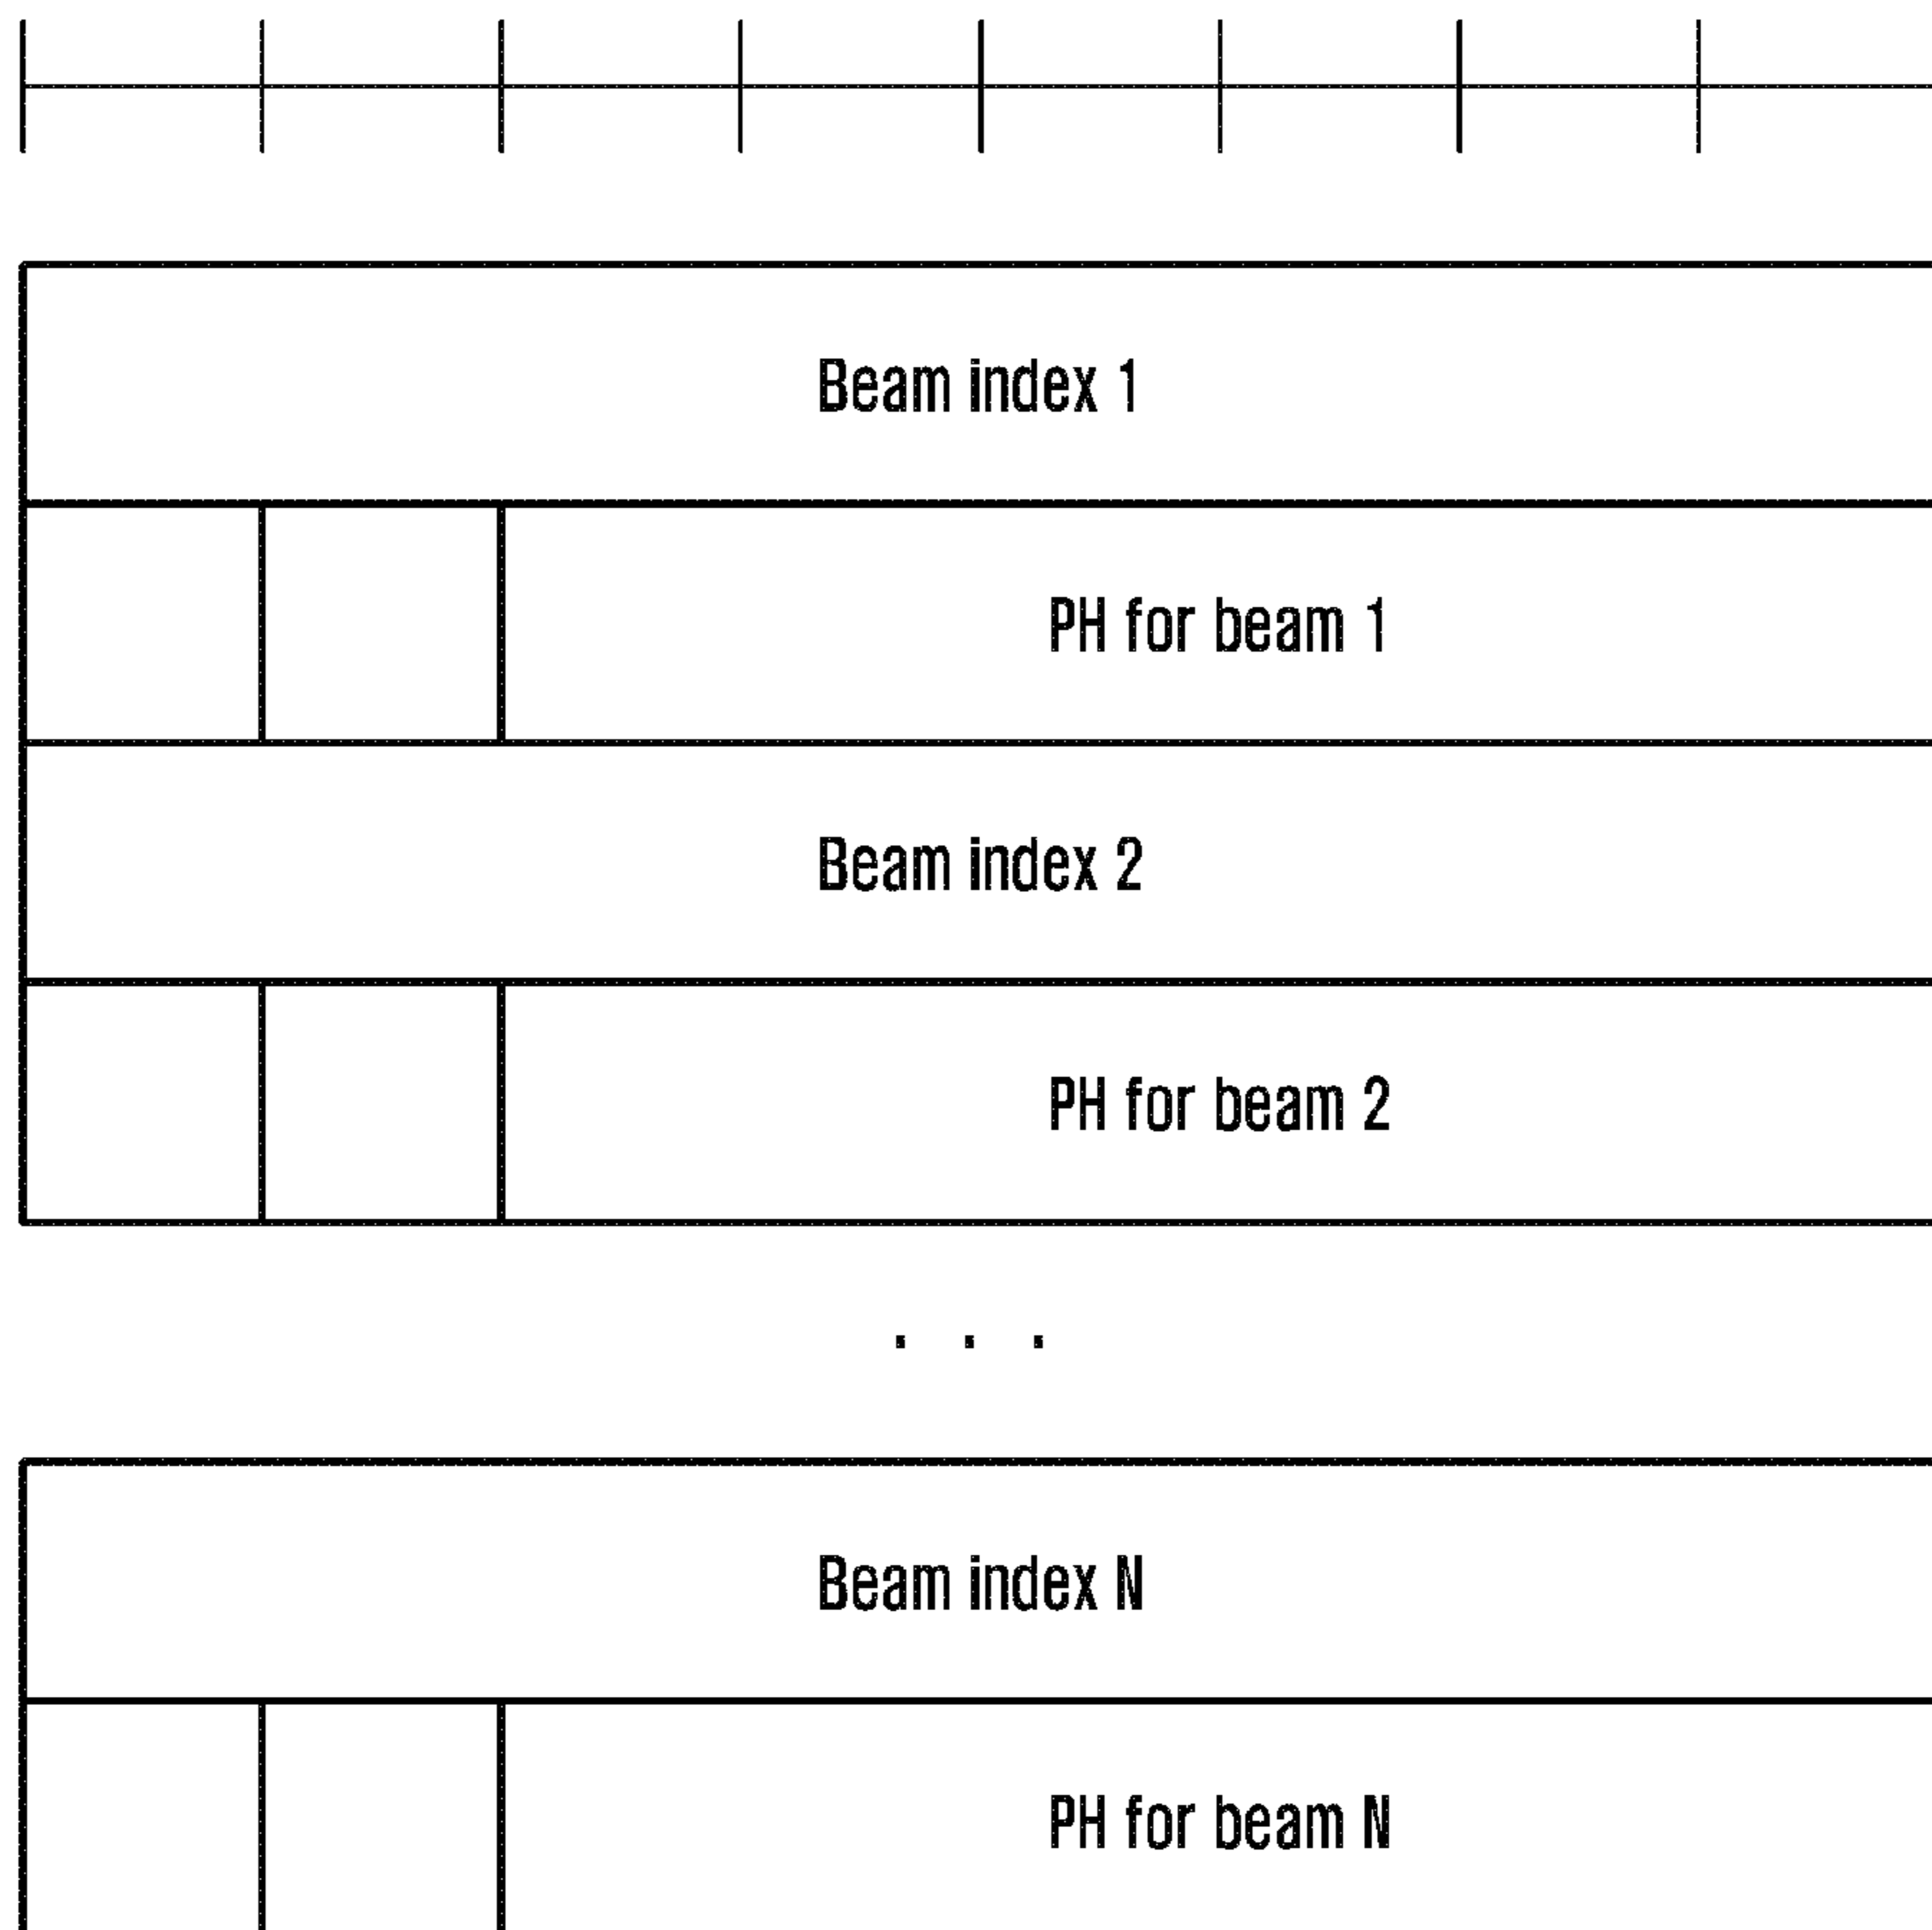 Beam index 1
PH for beam 1
Beam index 2
PH for beam 2
. . .
Beam index N
PH for beam N